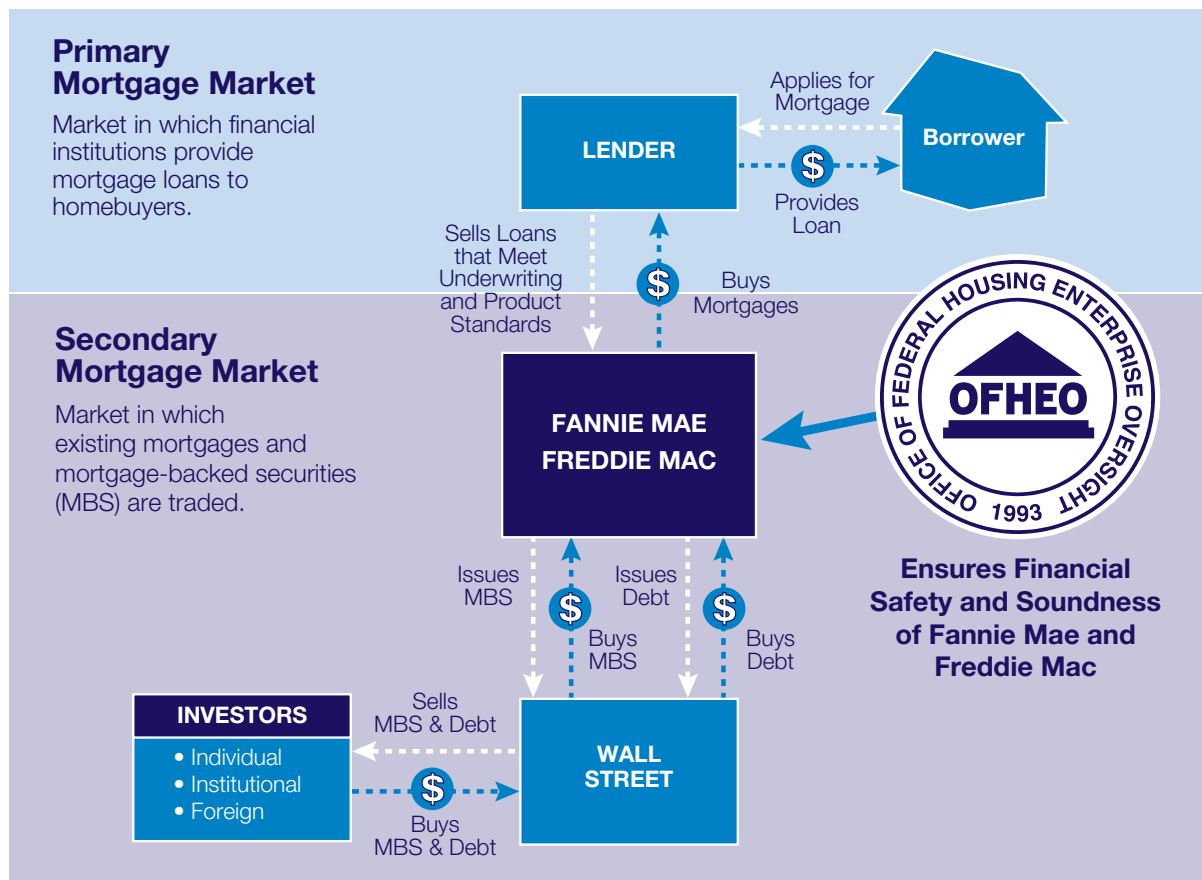 Primary
Mortgage Market
Market in which financial
institutions provide
mortgage loans to
homebuyers.
LENDER
Applies for
Mortgage
Borrower
$
Provides
Loan
Sells Loans
that Meet
Underwriting
and Product
Standards
$
Buys
Mortgages
Secondary
Mortgage Market
Market in which
existing mortgages and
mortgage-backed securities
(MBS) are traded.
FANNIE MAE
FREDDIE MAC
OFFICE OF FEDERAL HOUSING ENTERPRISE OVERSIGHT
OFHEO
1993
Ensures Financial
Safety and Soundness
of Fannie Mae and
Freddie Mac
Issues
MBS
$
Buys
MBS
Issues
Debt
$
Buys
Debt
INVESTORS
• Individual
• Institutional
• Foreign
Sells
MBS & Debt
$
Buys
MBS & Debt
WALL
STREET